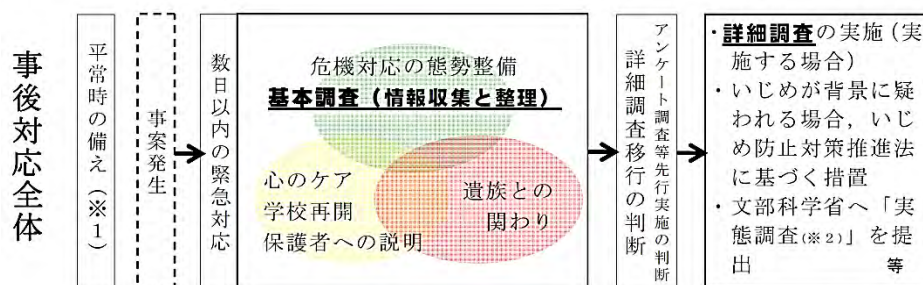 事後対応全体
平常時の備え（※１）
事案発生
数日以内の緊急対応
危機対応の態勢整備
基本調査（情報収集と整理）
心のケア
学校再開
保護者への説明
遺族との
関わり
詳細調査移行の判断
アンケート調査等先行実施の判断
・詳細調査の実施（実
施する場合）
・いじめが背景に疑
われる場合，いじ
め防止対策推進法
に基づく措置
・文部科学省へ「実
態調査(※２)」を提
出　等